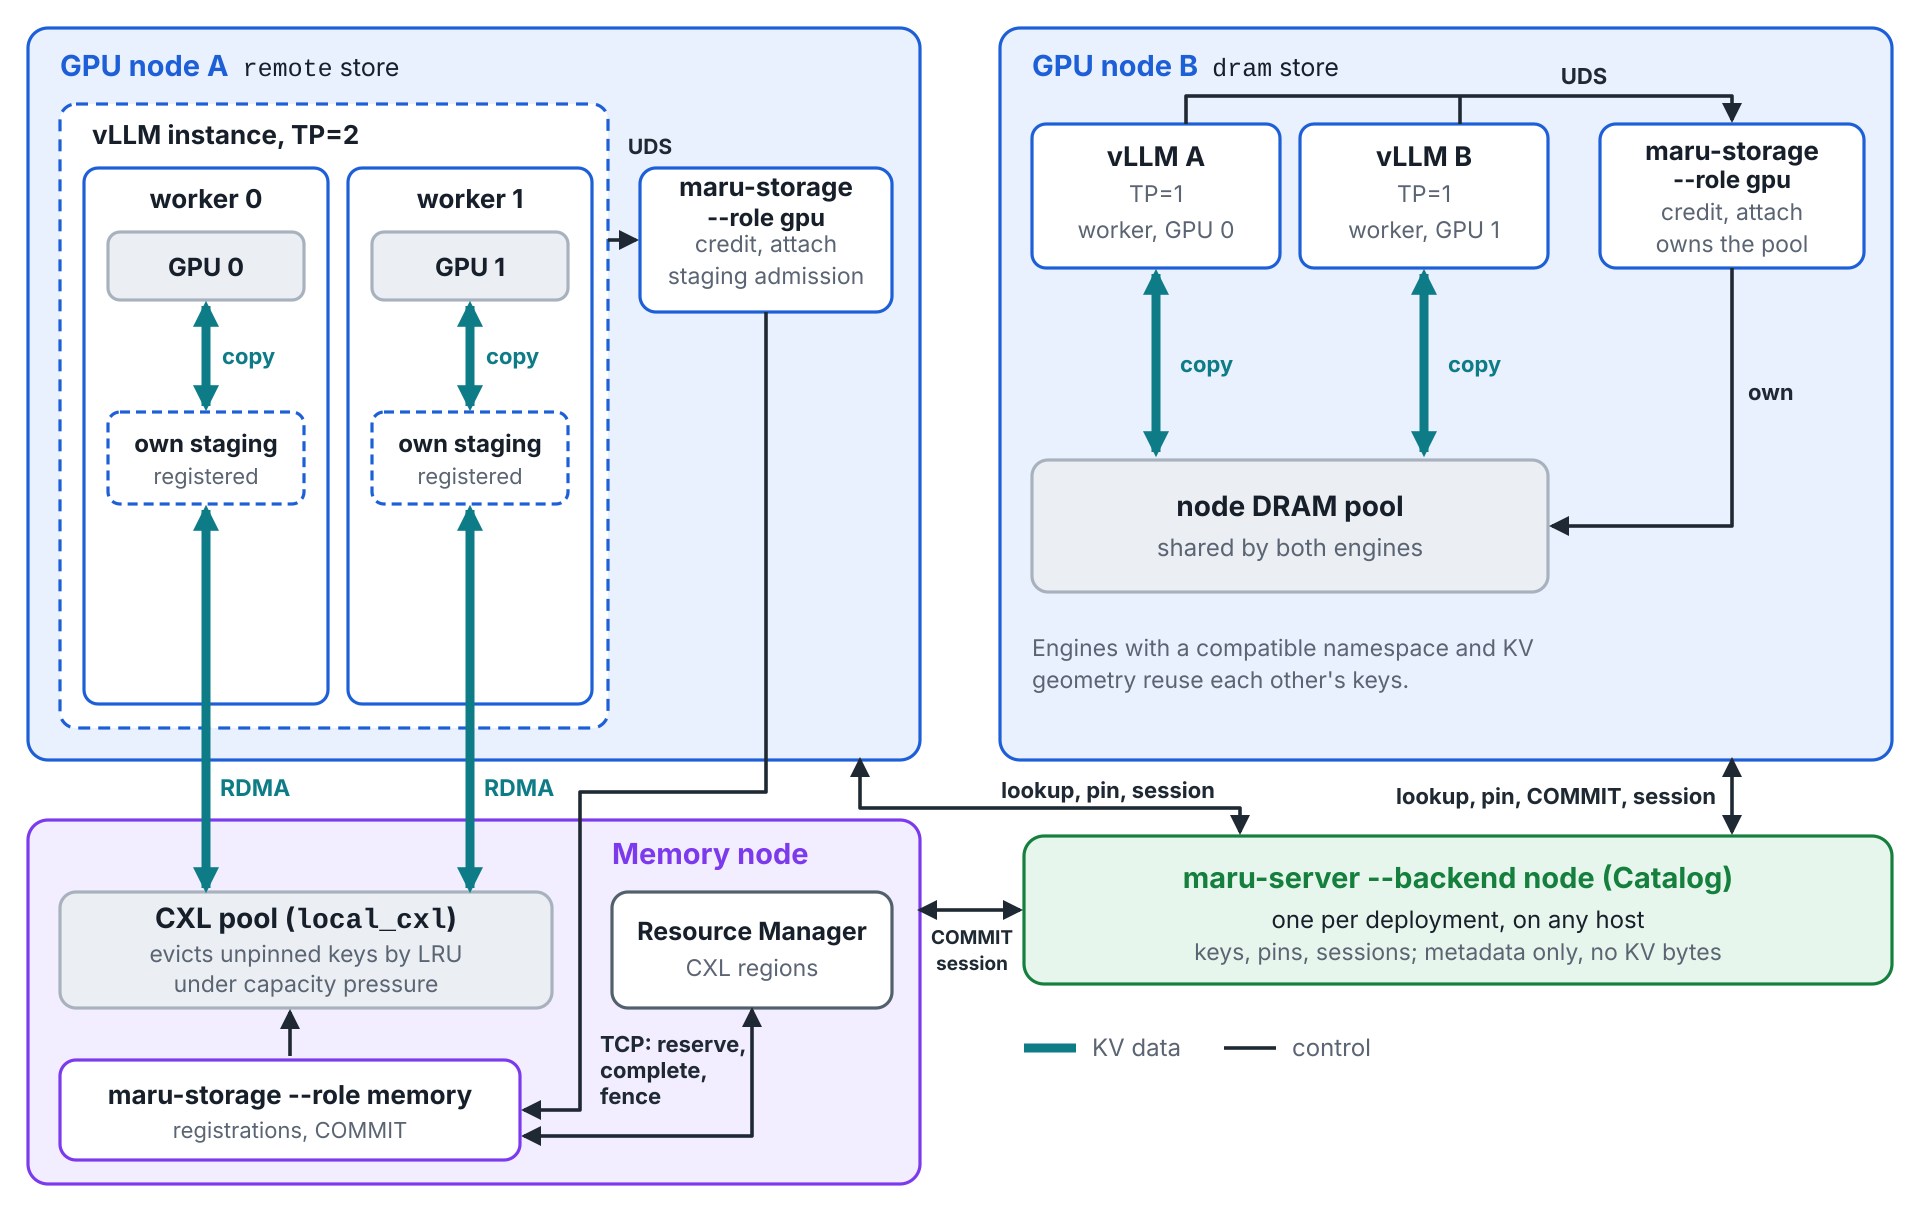 GPU node A remote store
vLLM instance, TP=2
UDS
worker 0
GPU 0
copy
own staging
registered
worker 1
GPU 1
copy
own staging
registered
maru-storage
--role gpu
credit, attach
staging admission
GPU node B dram store
UDS
vLLM A
TP=1
worker, GPU 0
vLLM B
TP=1
worker, GPU 1
maru-storage
--role gpu
credit, attach
owns the pool
copy
copy
own
node DRAM pool
shared by both engines
Engines with a compatible namespace and KV
geometry reuse each other's keys.
RDMA
RDMA
lookup, pin, session
lookup, pin, COMMIT, session
Memory node
CXL pool (local_cxl)
evicts unpinned keys by LRU
under capacity pressure
Resource Manager
CXL regions
TCP: reserve,
complete,
fence
maru-storage --role memory
registrations, COMMIT
COMMIT
session
maru-server --backend node (Catalog)
one per deployment, on any host
keys, pins, sessions; metadata only, no KV bytes
KV data
control